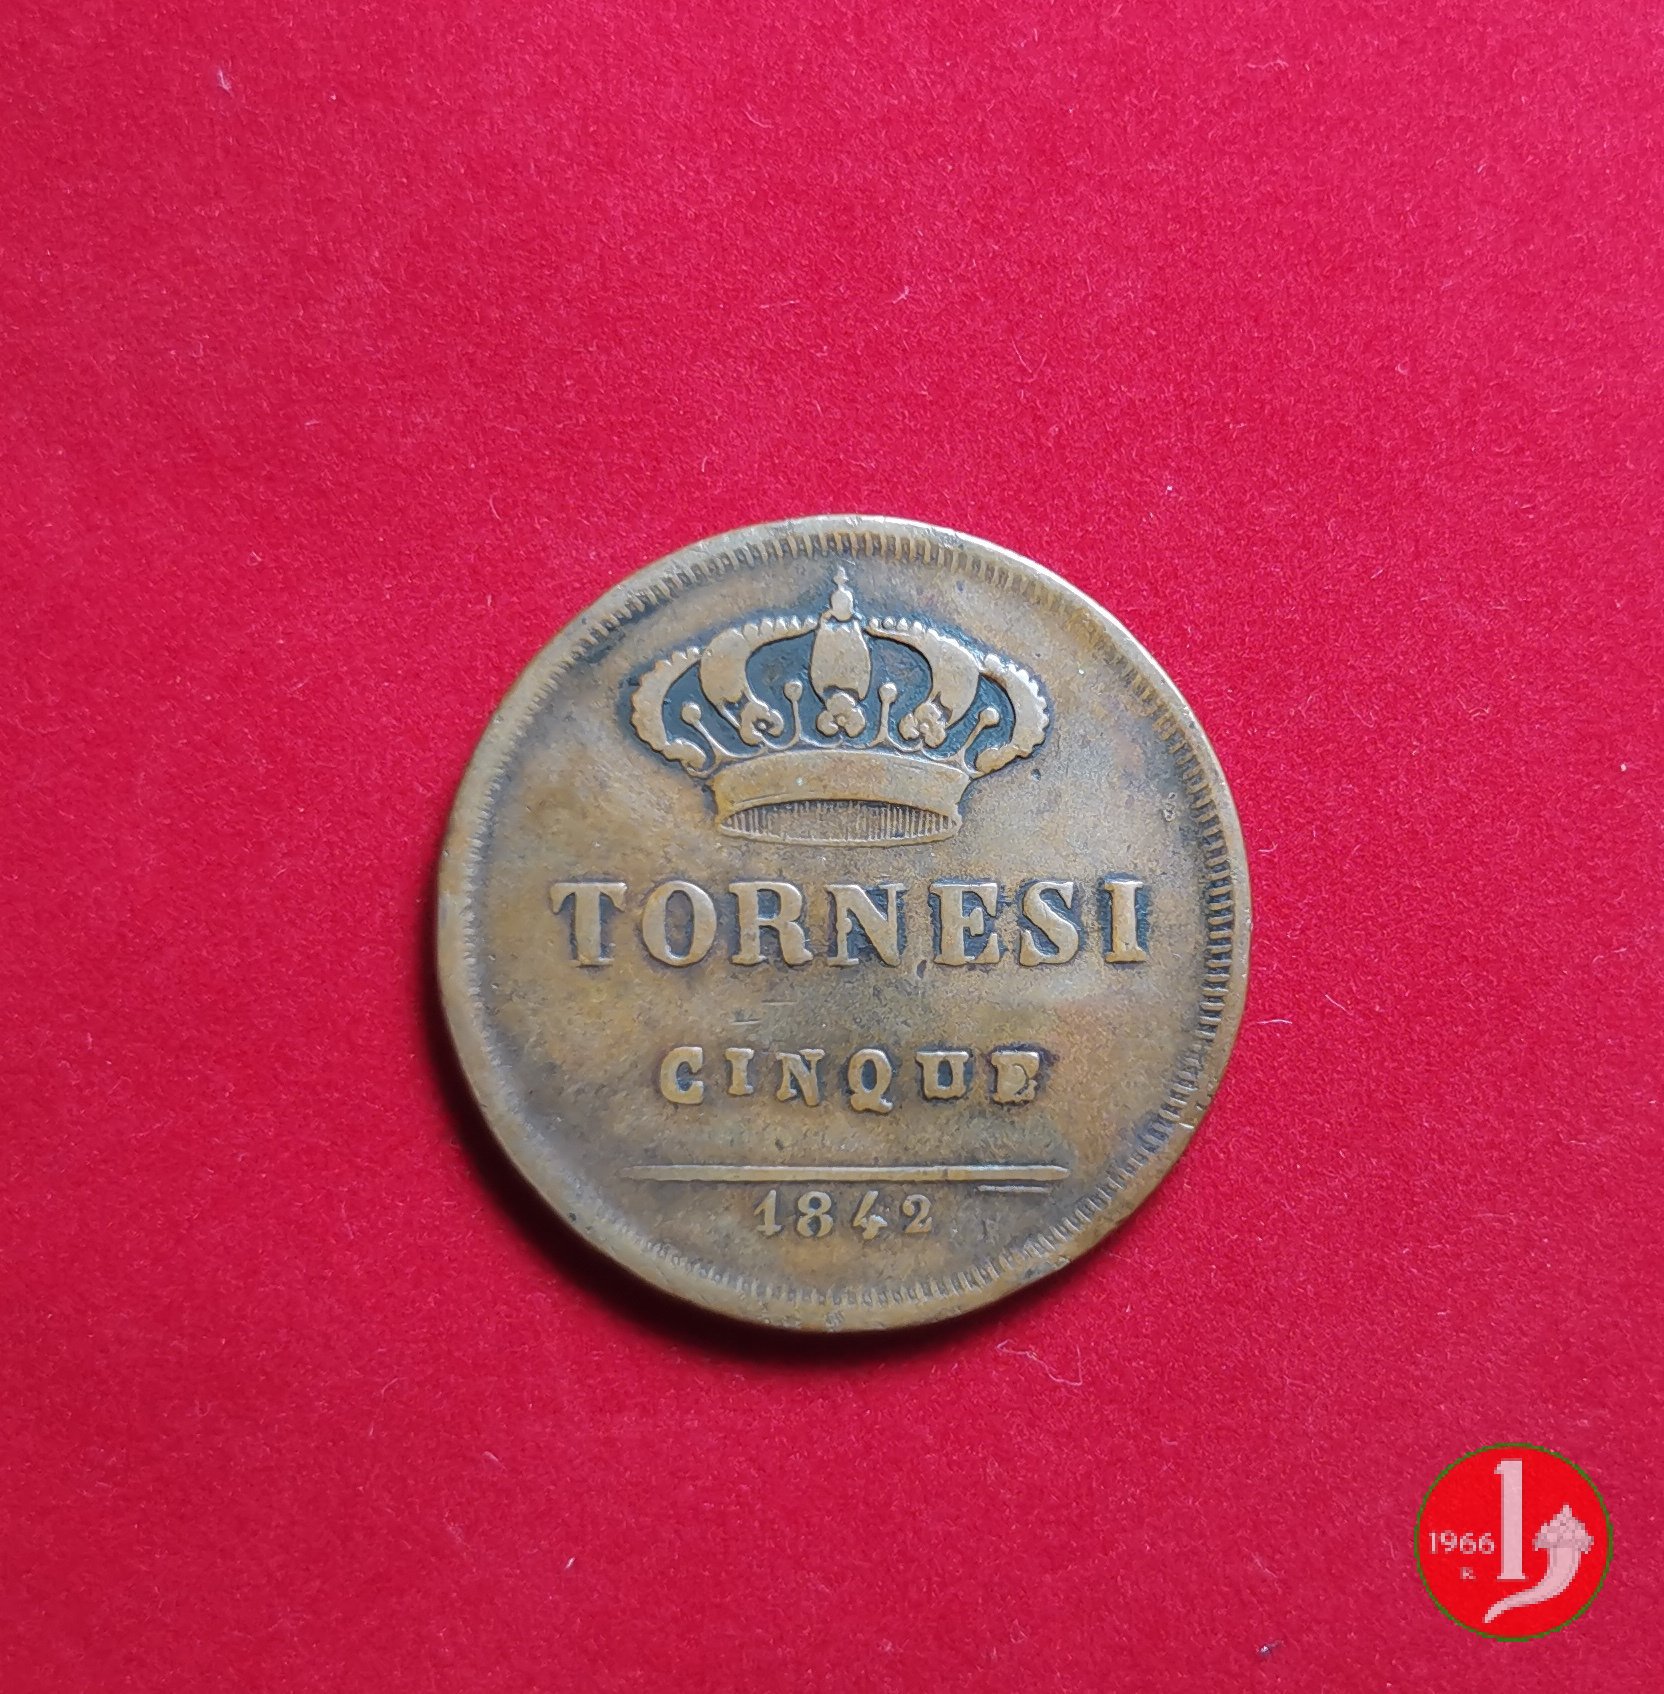 TORNESI
CINQUE
1842
1966
R